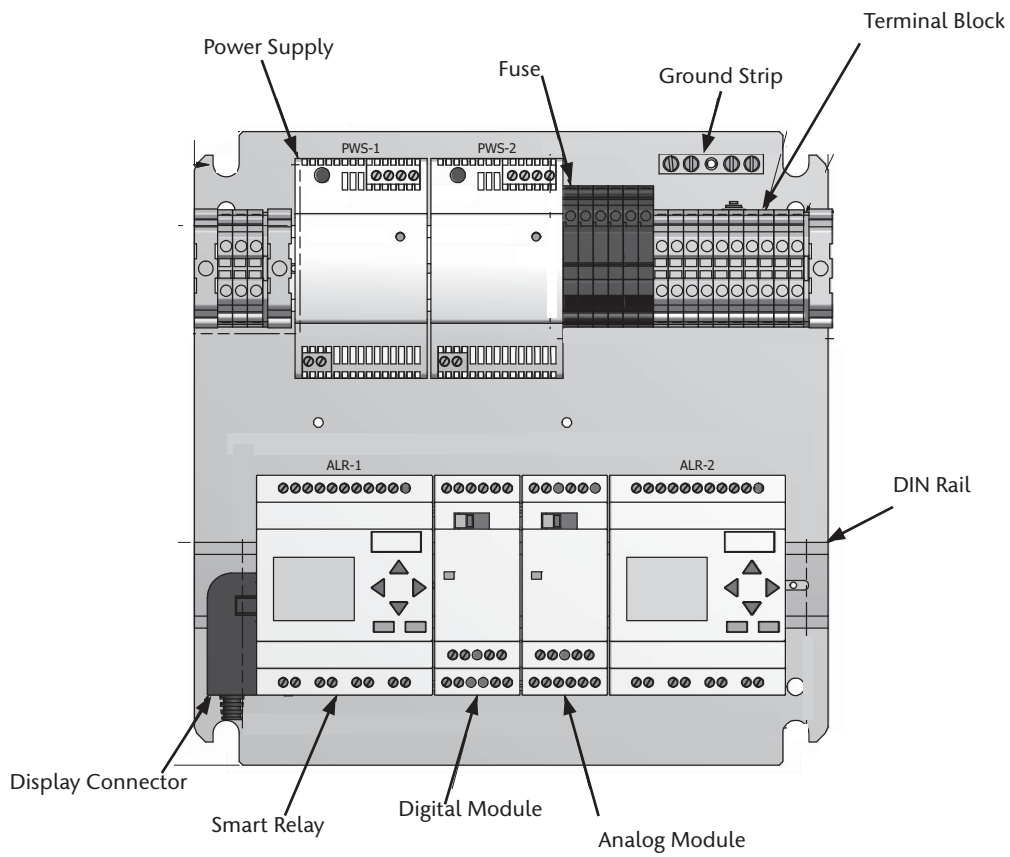 Terminal Block
Power Supply
Fuse
Ground Strip
PWS-1
PWS-2
ALR-1
ALR-2
DIN Rail
Display Connector
Smart Relay
Digital Module
Analog Module